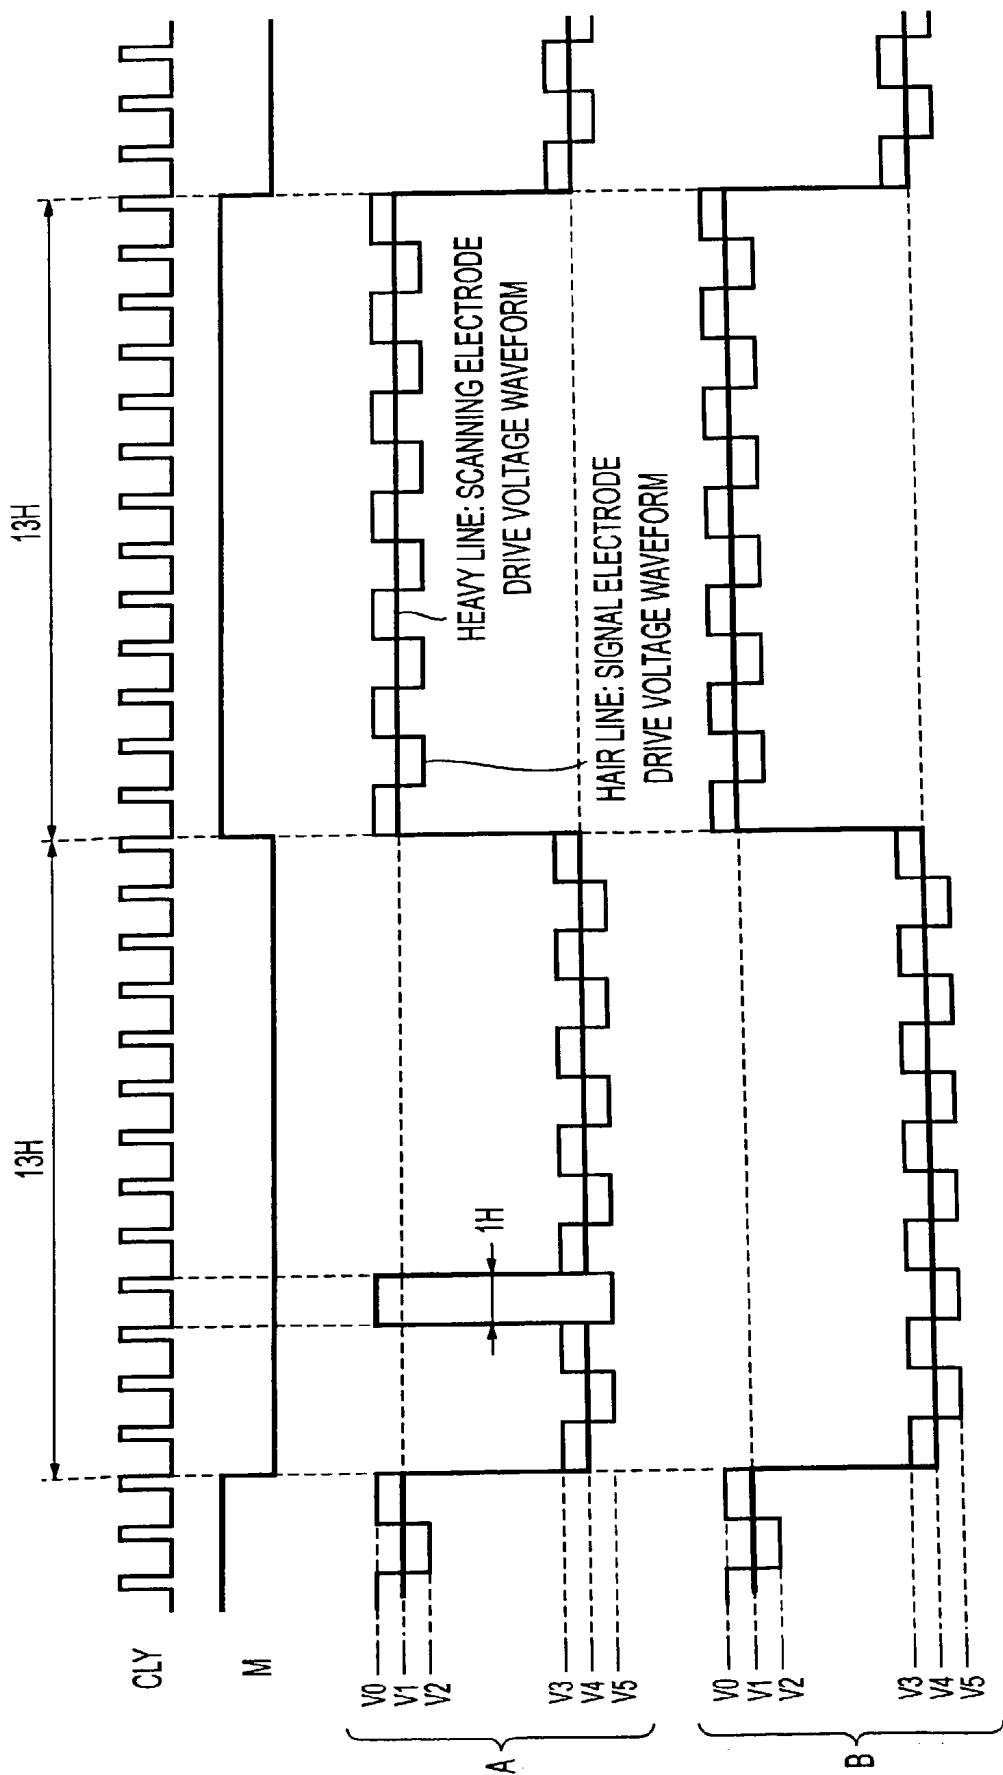 13H
13H
CLY
M
A
V0
V1
V2
V3
V4
V5
1H
HEAVY LINE: SCANNING ELECTRODE
DRIVE VOLTAGE WAVEFORM
HAIR LINE: SIGNAL ELECTRODE
DRIVE VOLTAGE WAVEFORM
B
V0
V1
V2
V3
V4
V5